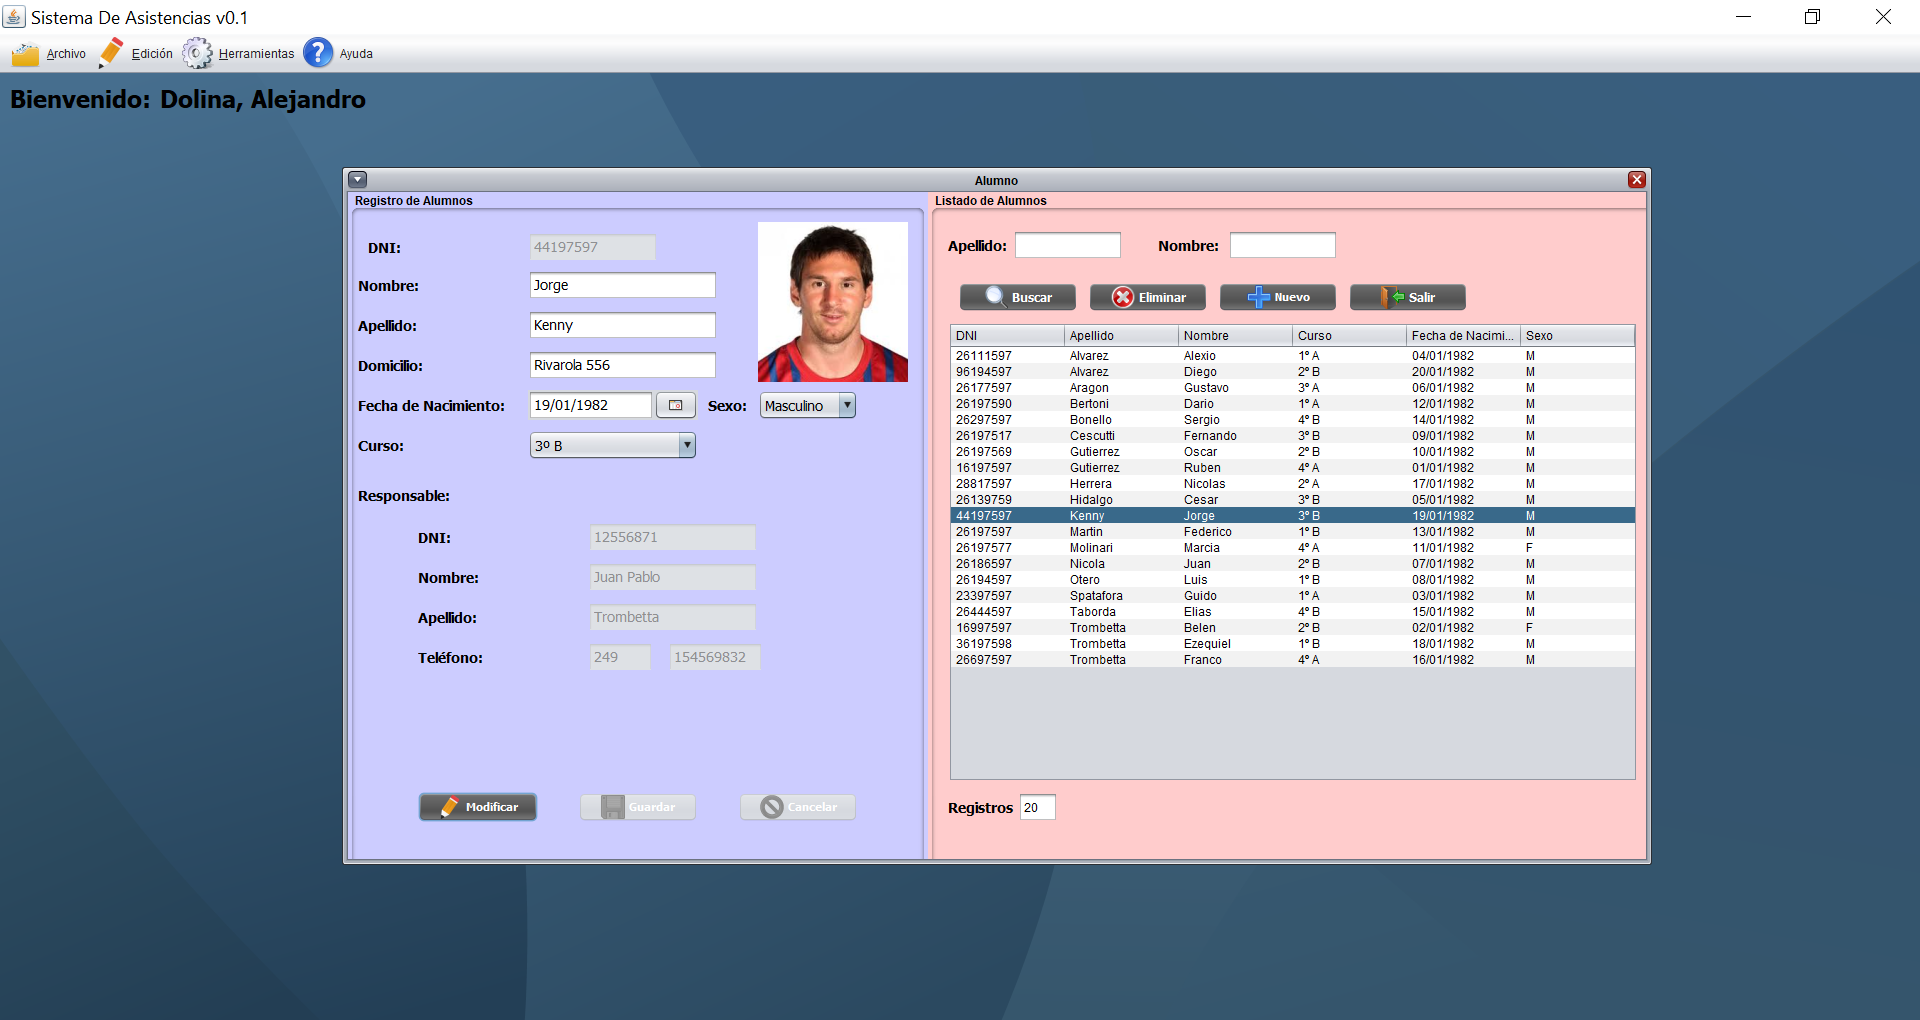 Sistema De Asistencias v0.1
Archivo Edición Herramientas Ayuda
Bienvenido: Dolina, Alejandro
Alumno
Registro de Alumnos
DNI: 44197597
Nombre: Jorge
Apellido: Kenny
Domicilio: Rivarola 556
Fecha de Nacimiento: 19/01/1982 Sexo: Masculino
Curso: 3º B
Responsable:
DNI: 12556871
Nombre: Juan Pablo
Apellido: Trombetta
Teléfono: 249 154569832
Modificar Guardar Cancelar
Listado de Alumnos
Apellido: Nombre:
Buscar Eliminar Nuevo Salir
DNI Apellido Nombre Curso Fecha de Nacimi... Sexo
26111597 Alvarez Alexio 1º A 04/01/1982 M
96194597 Alvarez Diego 2º B 20/01/1982 M
26177597 Aragon Gustavo 3º A 06/01/1982 M
26197590 Bertoni Dario 1º A 12/01/1982 M
26297597 Bonello Sergio 4º B 14/01/1982 M
26197517 Cescutti Fernando 3º B 09/01/1982 M
26197569 Gutierrez Oscar 2º B 10/01/1982 M
16197597 Gutierrez Ruben 4º A 01/01/1982 M
28817597 Herrera Nicolas 2º A 17/01/1982 M
26139759 Hidalgo Cesar 3º B 05/01/1982 M
44197597 Kenny Jorge 3º B 19/01/1982 M
26197597 Martin Federico 1º B 13/01/1982 M
26197577 Molinari Marcia 4º A 11/01/1982 F
26186597 Nicola Juan 2º B 07/01/1982 M
26194597 Otero Luis 1º B 08/01/1982 M
23397597 Spatafora Guido 1º A 03/01/1982 M
26444597 Taborda Elias 4º B 15/01/1982 M
16997597 Trombetta Belen 2º B 02/01/1982 F
36197598 Trombetta Ezequiel 1º B 18/01/1982 M
26697597 Trombetta Franco 4º A 16/01/1982 M
Registros 20